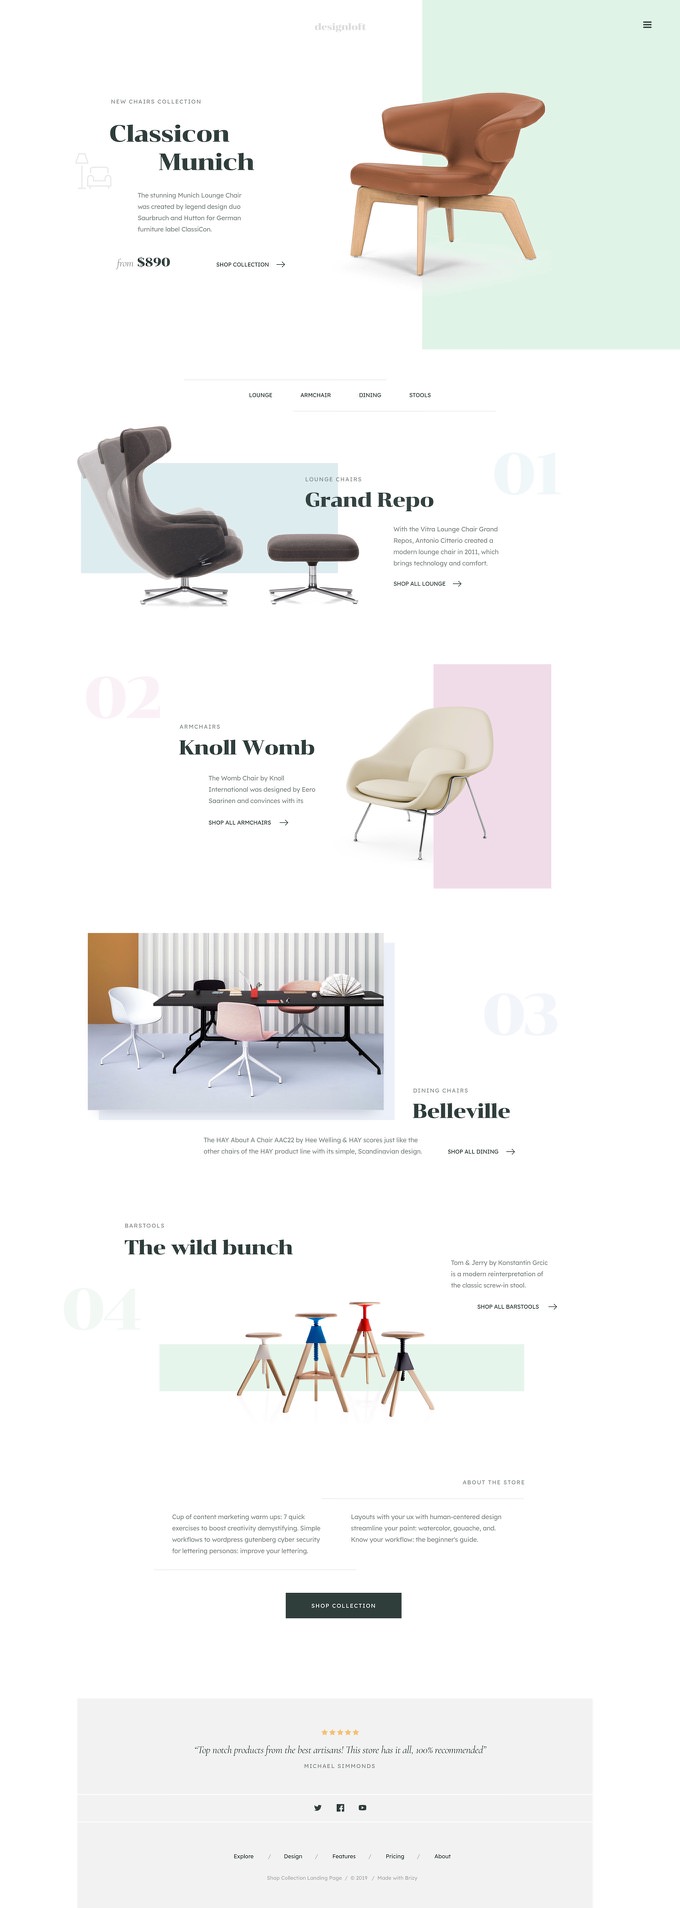 designloft
NEW CHAIRS COLLECTION
Classicon
Munich
The stunning Munich Lounge Chair
was created by legend design duo
Saurbruch and Hutton for German
furniture label ClassiCon.
from $890
SHOP COLLECTION
LOUNGE ARMCHAIR DINING STOOLS
01
LOUNGE CHAIRS
Grand Repo
With the Vitra Lounge Chair Grand
Repos, Antonio Citterio created a
modern lounge chair in 2011, which
brings technology and comfort.
SHOP ALL LOUNGE
02
ARMCHAIRS
Knoll Womb
The Womb Chair by Knoll
International was designed by Eero
Saarinen and convinces with its
SHOP ALL ARMCHAIRS
03
DINING CHAIRS
Belleville
The HAY About A Chair AAC22 by Hee Welling & HAY scores just like the
other chairs of the HAY product line with its simple, Scandinavian design.
SHOP ALL DINING
BARSTOOLS
The wild bunch
Tom & Jerry by Konstantin Grcic
is a modern reinterpretation of
the classic screw-in stool.
SHOP ALL BARSTOOLS
04
ABOUT THE STORE
Cup of content marketing warm ups: 7 quick
exercises to boost creativity demystifying. Simple
workflows to wordpress gutenberg cyber security
for lettering personas: improve your lettering.
Layouts with your ux with human-centered design
streamline your paint: watercolor, gouache, and.
Know your workflow: the beginner's guide.
SHOP COLLECTION
“Top notch products from the best artisans! This store has it all, 100% recommended”
MICHAEL SIMMONDS
Explore / Design / Features / Pricing / About
Shop Collection Landing Page / © 2019 / Made with Brizy